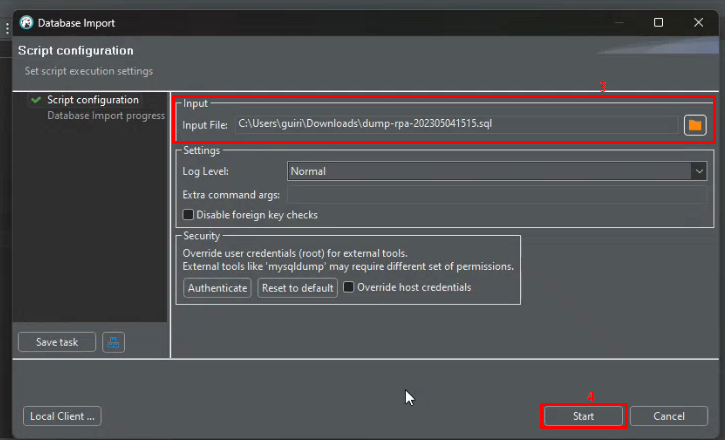 Database Import
Script configuration
Set script execution settings
Script configuration
Database Import progress
3
Input
Input File: C:\Users\guiri\Downloads\dump-rpa-202305041515.sql
Settings
Log Level: Normal
Extra command args:
Disable foreign key checks
Security
Override user credentials (root) for external tools.
External tools like 'mysqldump' may require different set of permissions.
Authenticate Reset to default Override host credentials
Save task
4
Local Client ... Start Cancel